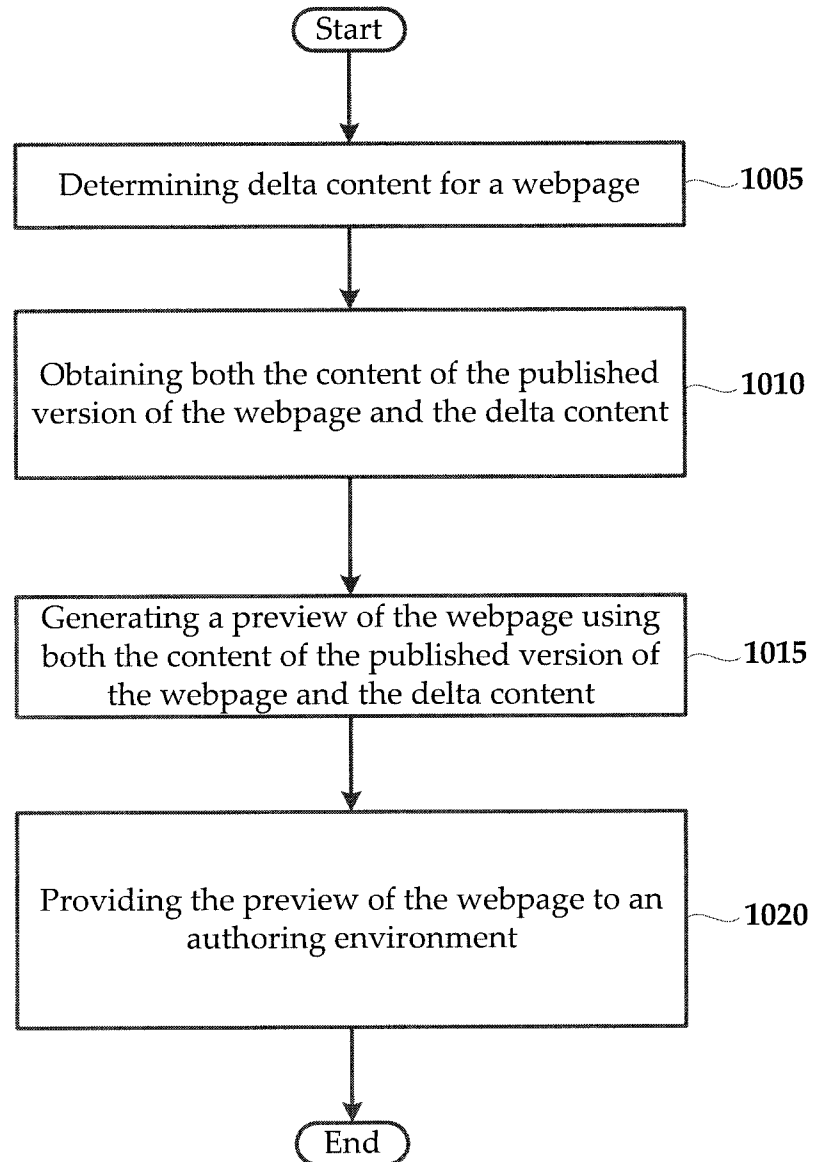 Start
Determining delta content for a webpage
1005
Obtaining both the content of the published
version of the webpage and the delta content
1010
Generating a preview of the webpage using
both the content of the published version of
the webpage and the delta content
1015
Providing the preview of the webpage to an
authoring environment
1020
End